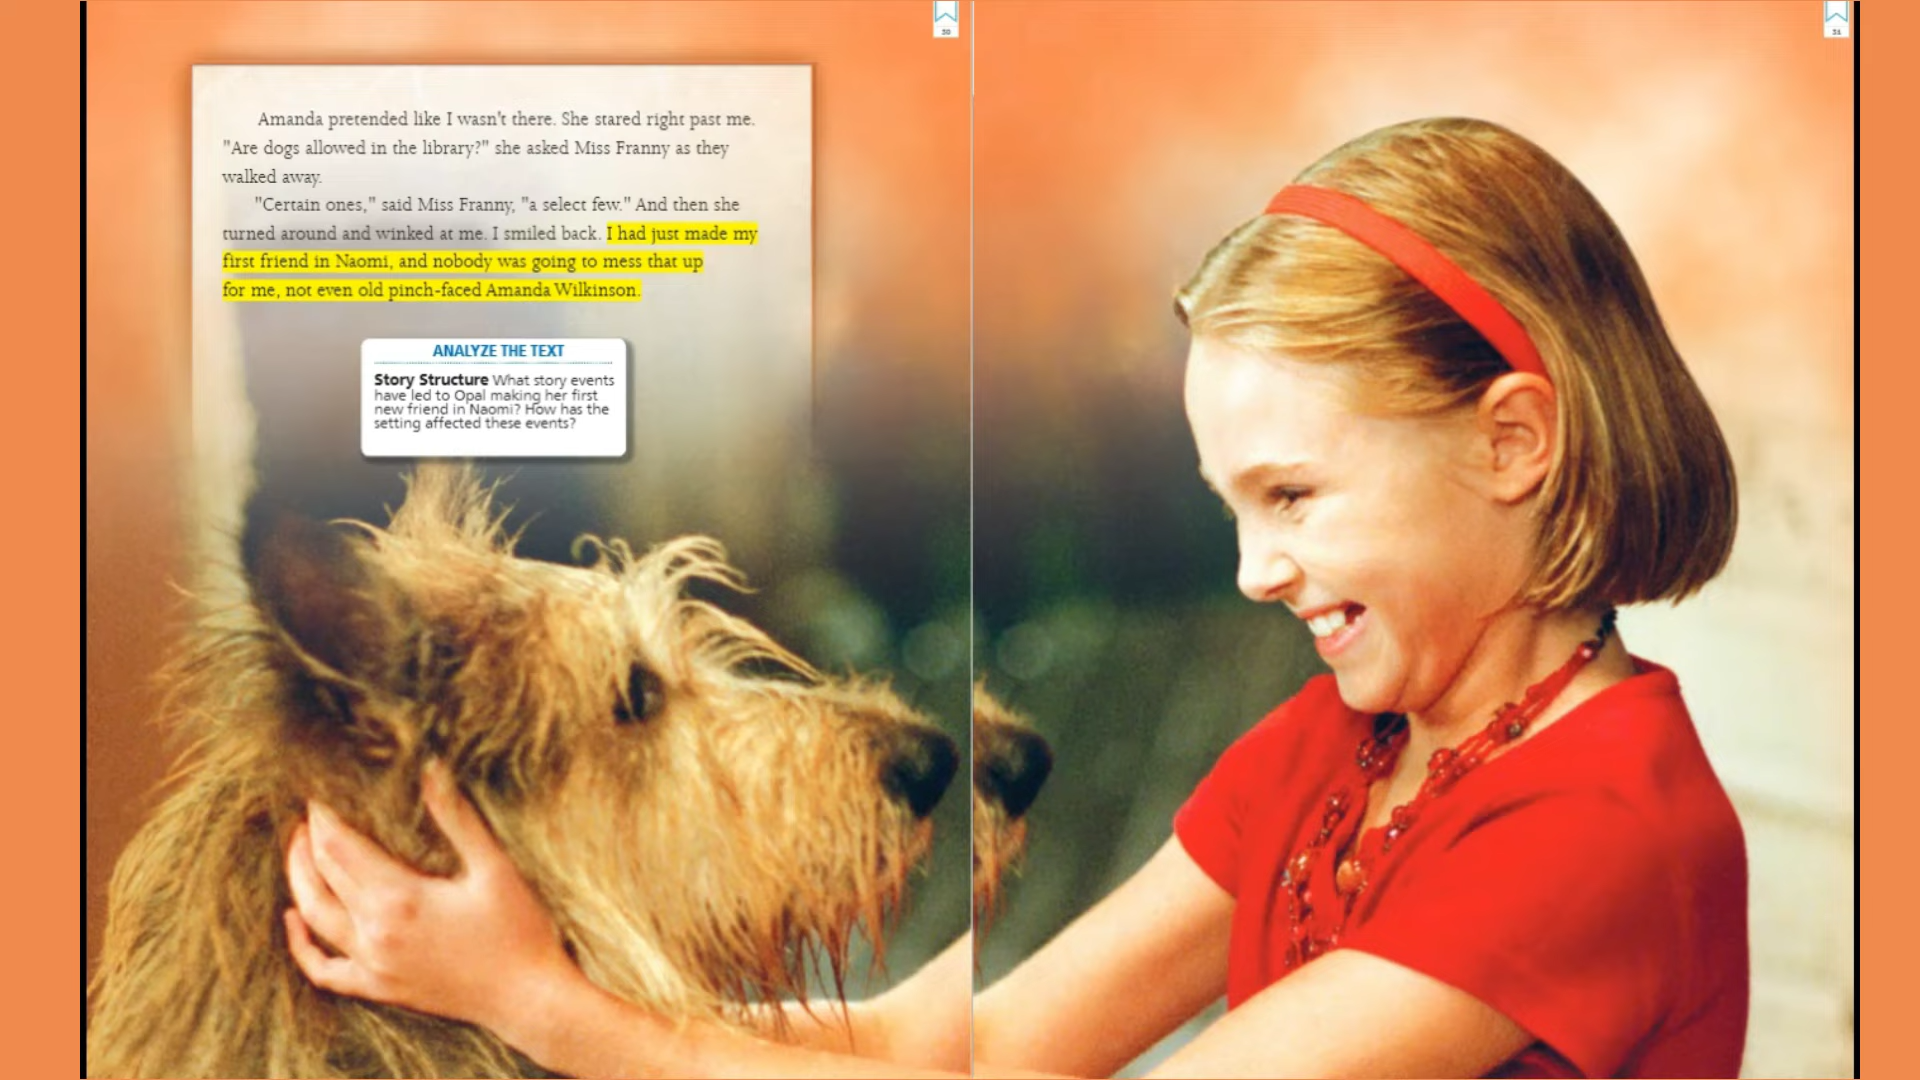 30
31
Amanda pretended like I wasn't there. She stared right past me.
"Are dogs allowed in the library?" she asked Miss Franny as they
walked away.
"Certain ones," said Miss Franny, "a select few." And then she
turned around and winked at me. I smiled back. I had just made my
first friend in Naomi, and nobody was going to mess that up
for me, not even old pinch-faced Amanda Wilkinson.
ANALYZE THE TEXT
Story Structure What story events
have led to Opal making her first
new friend in Naomi? How has the
setting affected these events?